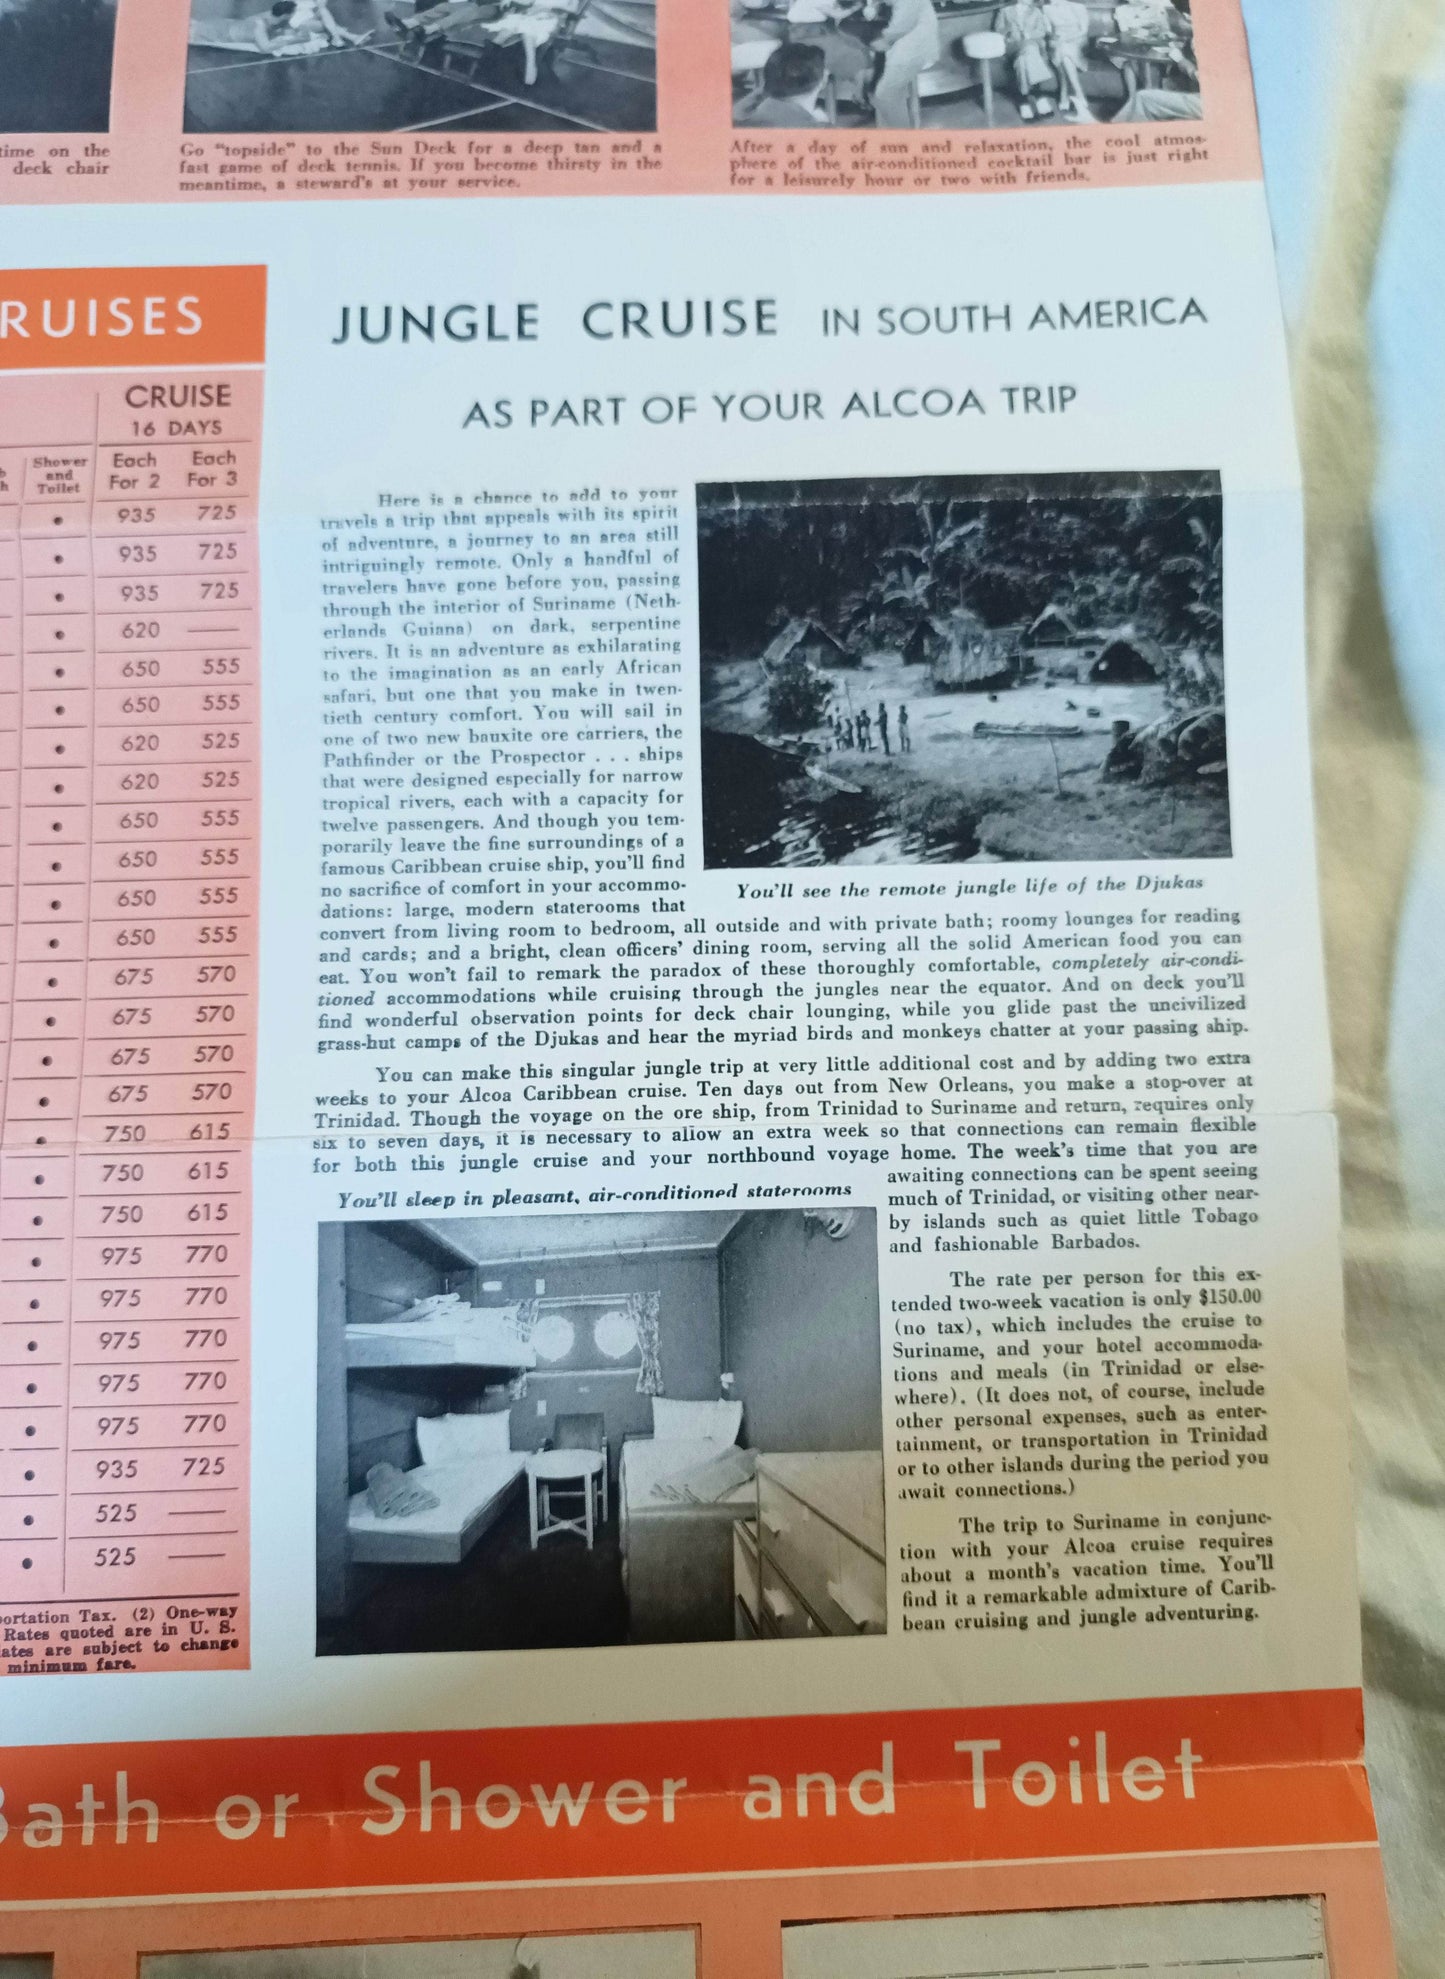 time on the
deck chair
Go "topside" to the Sun Deck for a deep tan and a
fast game of deck tennis. If you become thirsty in the
meantime, a steward's at your service.
After a day of sun and relaxation, the cool atmos-
phere of the air-conditioned cocktail bar is just right
for a leisurely hour or two with friends.
RUISES
CRUISE
16 DAYS
Shower
and
Toilet
Each
For 2
Each
For 3
935 725
935 725
935 725
620 ——
650 555
650 555
620 525
620 525
650 555
650 555
650 555
650 555
675 570
675 570
675 570
675 570
750 615
750 615
750 615
975 770
975 770
975 770
975 770
975 770
935 725
525 ——
525 ——
portation Tax. (2) One-way
Rates quoted are in U. S.
ates are subject to change
minimum fare.
JUNGLE CRUISE IN SOUTH AMERICA
AS PART OF YOUR ALCOA TRIP
Here is a chance to add to your
travels a trip that appeals with its spirit
of adventure, a journey to an area still
intriguingly remote. Only a handful of
travelers have gone before you, passing
through the interior of Suriname (Neth-
erlands Guiana) on dark, serpentine
rivers. It is an adventure as exhilarating
to the imagination as an early African
safari, but one that you make in twen-
tieth century comfort. You will sail in
one of two new bauxite ore carriers, the
Pathfinder or the Prospector . . . ships
that were designed especially for narrow
tropical rivers, each with a capacity for
twelve passengers. And though you tem-
porarily leave the fine surroundings of a
famous Caribbean cruise ship, you'll find
no sacrifice of comfort in your accommo-
dations: large, modern staterooms that
You'll see the remote jungle life of the Djukas
convert from living room to bedroom, all outside and with private bath; roomy lounges for reading
and cards; and a bright, clean officers' dining room, serving all the solid American food you can
eat. You won't fail to remark the paradox of these thoroughly comfortable, completely air-condi-
tioned accommodations while cruising through the jungles near the equator. And on deck you'll
find wonderful observation points for deck chair lounging, while you glide past the uncivilized
grass-hut camps of the Djukas and hear the myriad birds and monkeys chatter at your passing ship.
You can make this singular jungle trip at very little additional cost and by adding two extra
weeks to your Alcoa Caribbean cruise. Ten days out from New Orleans, you make a stop-over at
Trinidad. Though the voyage on the ore ship, from Trinidad to Suriname and return, requires only
six to seven days, it is necessary to allow an extra week so that connections can remain flexible
for both this jungle cruise and your northbound voyage home. The week's time that you are
awaiting connections can be spent seeing
much of Trinidad, or visiting other near-
by islands such as quiet little Tobago
and fashionable Barbados.
You'll sleep in pleasant, air-conditioned staterooms
The rate per person for this ex-
tended two-week vacation is only $150.00
(no tax), which includes the cruise to
Suriname, and your hotel accommoda-
tions and meals (in Trinidad or else-
where). (It does not, of course, include
other personal expenses, such as enter-
tainment, or transportation in Trinidad
or to other islands during the period you
await connections.)
The trip to Suriname in conjunc-
tion with your Alcoa cruise requires
about a month's vacation time. You'll
find it a remarkable admixture of Carib-
bean cruising and jungle adventuring.
Bath or Shower and Toilet